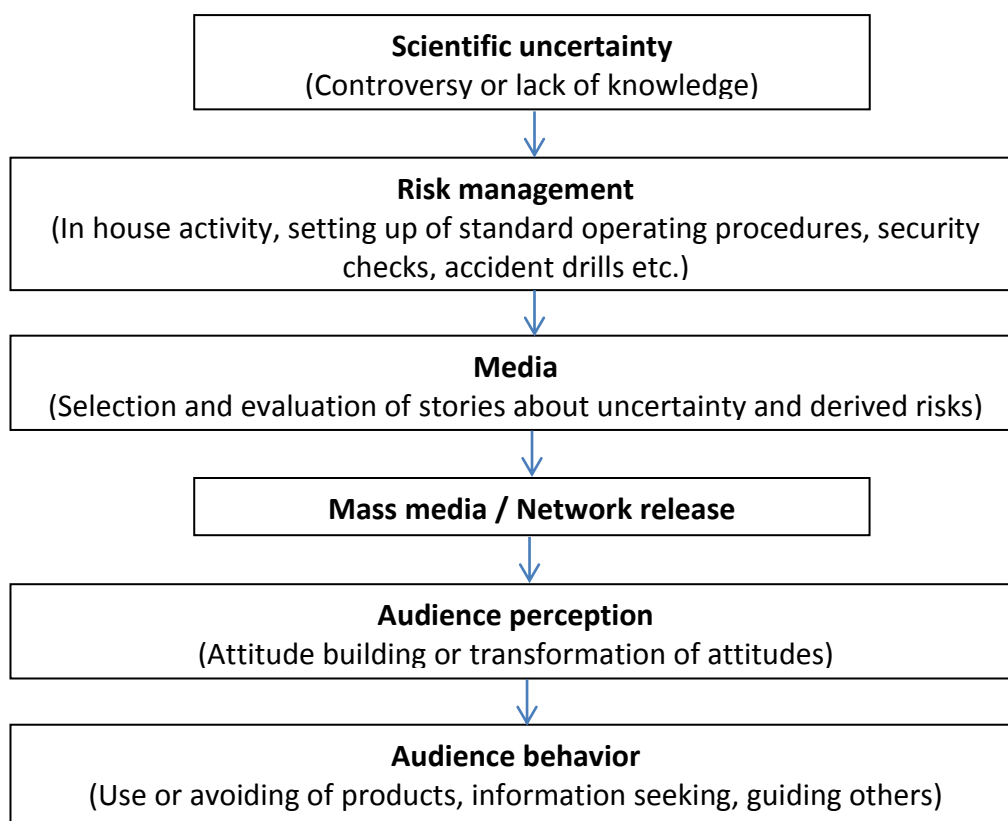 Scientific uncertainty
(Controversy or lack of knowledge)
Risk management
(In house activity, setting up of standard operating procedures, security
checks, accident drills etc.)
Media
(Selection and evaluation of stories about uncertainty and derived risks)
Mass media / Network release
Audience perception
(Attitude building or transformation of attitudes)
Audience behavior
(Use or avoiding of products, information seeking, guiding others)